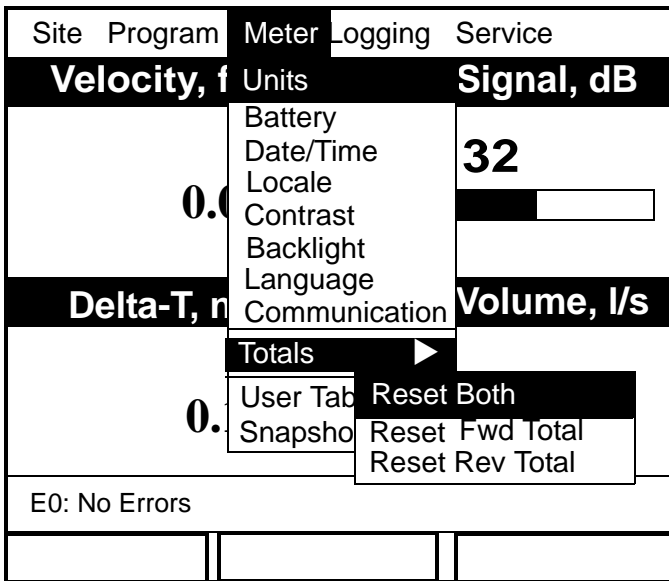 Site Program Meter Logging Service
Velocity, f Units Signal, dB
Battery
Date/Time
32
Locale
0.0
Contrast
Backlight
Language
Delta-T, Communication Volume, l/s
Totals
User Tab Reset Both
0.
Snapsho Reset Fwd Total
Reset Rev Total
E0: No Errors